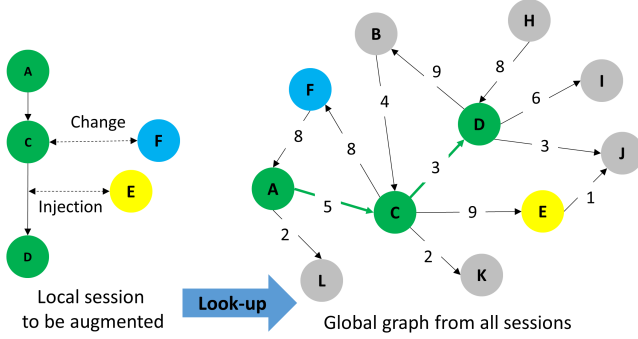 A
C
Change
F
E
Injection
D
Local session
to be augmented
Look-up
B
H
9
8
F
4
D
6
I
8
8
3
3
J
A
5
C
9
E
1
2
2
L
K
Global graph from all sessions